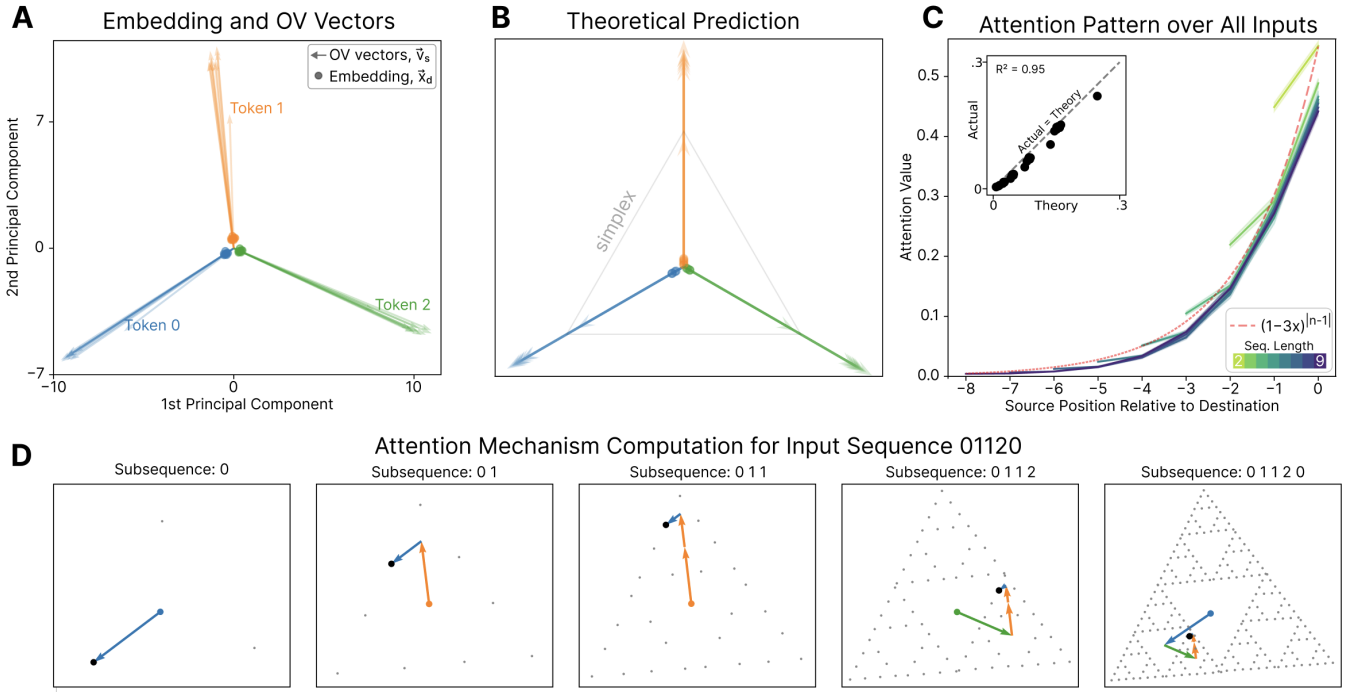 A
Embedding and OV Vectors
OV vectors, v⃗s
Embedding, x⃗d
Token 1
Token 0
Token 2
7
0
−7
−10
0
10
2nd Principal Component
1st Principal Component
B
Theoretical Prediction
simplex
C
Attention Pattern over All Inputs
.3
R² = 0.95
Actual = Theory
Actual
0
0
Theory
.3
0.5
0.4
0.3
0.2
0.1
0.0
Attention Value
(1−3x)^|n-1|
Seq. Length
2
9
−8
−7
−6
−5
−4
−3
−2
−1
0
Source Position Relative to Destination
D
Attention Mechanism Computation for Input Sequence 01120
Subsequence: 0
Subsequence: 0 1
Subsequence: 0 1 1
Subsequence: 0 1 1 2
Subsequence: 0 1 1 2 0